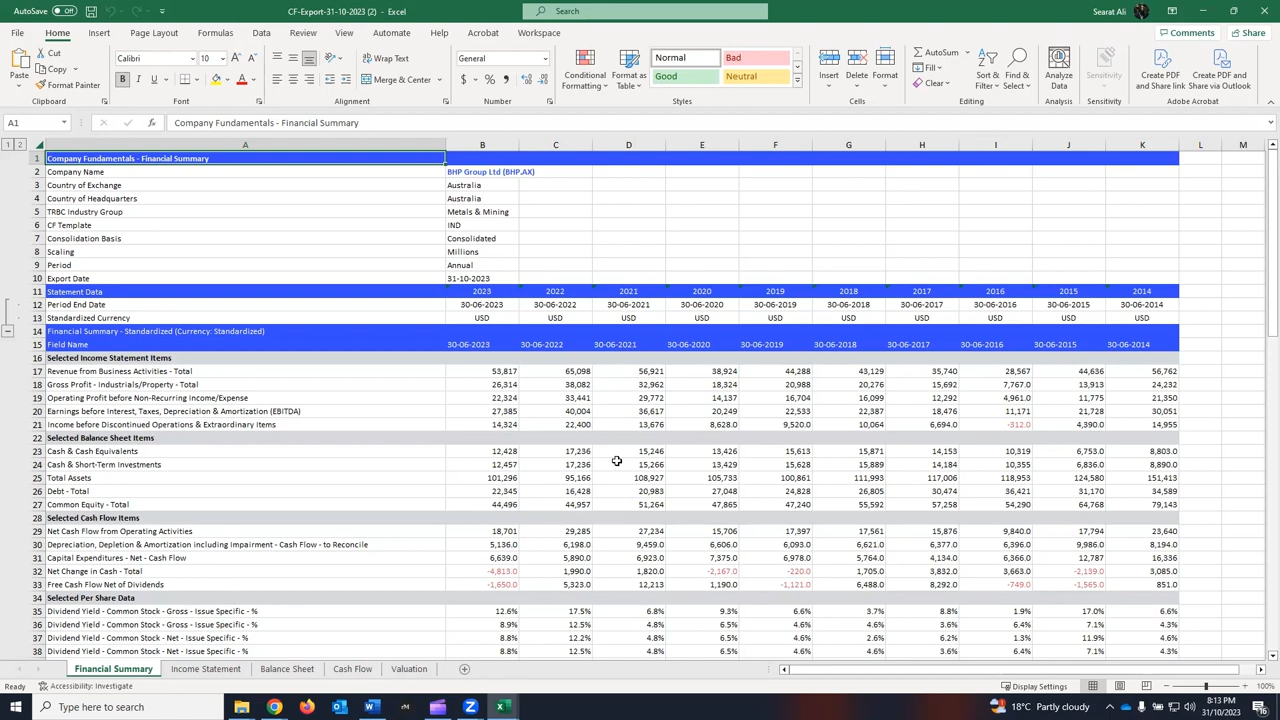 AutoSave Off CF-Export-31-10-2023 (2) - Excel Search Searat Ali
File Home Insert Page Layout Formulas Data Review View Automate Help Acrobat Workspace Comments Share
Paste Cut Copy Format Painter Clipboard
Calibri 10 B I U A Font
Wrap Text Merge & Center Alignment
General $ % Number
Conditional Formatting Format as Table Normal Bad Good Neutral Styles
Insert Delete Format Cells
AutoSum Fill Clear Sort & Filter Find & Select Editing
Analyze Data Analysis Sensitivity Sensitivity
Create PDF and Share link Create PDF and Share via Outlook Adobe Acrobat
A1 fx Company Fundamentals - Financial Summary
1 2 A B C D E F G H I J K L M
1 Company Fundamentals - Financial Summary
2 Company Name BHP Group Ltd (BHP.AX)
3 Country of Exchange Australia
4 Country of Headquarters Australia
5 TRBC Industry Group Metals & Mining
6 CF Template IND
7 Consolidation Basis Consolidated
8 Scaling Millions
9 Period Annual
10 Export Date 31-10-2023
11 Statement Data 2023 2022 2021 2020 2019 2018 2017 2016 2015 2014
12 Period End Date 30-06-2023 30-06-2022 30-06-2021 30-06-2020 30-06-2019 30-06-2018 30-06-2017 30-06-2016 30-06-2015 30-06-2014
13 Standardized Currency USD USD USD USD USD USD USD USD USD USD
14 Financial Summary - Standardized (Currency: Standardized)
15 Field Name 30-06-2023 30-06-2022 30-06-2021 30-06-2020 30-06-2019 30-06-2018 30-06-2017 30-06-2016 30-06-2015 30-06-2014
16 Selected Income Statement Items
17 Revenue from Business Activities - Total 53,817 65,098 56,921 38,924 44,288 43,129 35,740 28,567 44,636 56,762
18 Gross Profit - Industrials/Property - Total 26,314 38,082 32,962 18,324 20,988 20,276 15,692 7,767.0 13,913 24,232
19 Operating Profit before Non-Recurring Income/Expense 22,324 33,441 29,772 14,137 16,704 16,099 12,292 4,961.0 11,775 21,350
20 Earnings before Interest, Taxes, Depreciation & Amortization (EBITDA) 27,385 40,004 36,617 20,249 22,533 22,387 18,476 11,171 21,728 30,051
21 Income before Discontinued Operations & Extraordinary Items 14,324 22,400 13,676 8,628.0 9,520.0 10,064 6,694.0 -312.0 4,390.0 14,955
22 Selected Balance Sheet Items
23 Cash & Cash Equivalents 12,428 17,236 15,246 13,426 15,613 15,871 14,153 10,319 6,753.0 8,803.0
24 Cash & Short-Term Investments 12,457 17,236 15,266 13,429 15,628 15,889 14,184 10,355 6,836.0 8,890.0
25 Total Assets 101,296 95,166 108,927 105,733 100,861 111,993 117,006 118,953 124,580 151,413
26 Debt - Total 22,345 16,428 20,983 27,048 24,828 26,805 30,474 36,421 31,170 34,589
27 Common Equity - Total 44,496 44,957 51,264 47,865 47,240 55,592 57,258 54,290 64,768 79,143
28 Selected Cash Flow Items
29 Net Cash Flow from Operating Activities 18,701 29,285 27,234 15,706 17,397 17,561 15,876 9,840.0 17,794 23,640
30 Depreciation, Depletion & Amortization including Impairment - Cash Flow - to Reconcile 5,136.0 6,198.0 9,459.0 6,606.0 6,093.0 6,621.0 6,377.0 6,396.0 9,986.0 8,194.0
31 Capital Expenditures - Net - Cash Flow 6,639.0 5,890.0 6,923.0 7,375.0 6,978.0 5,764.0 4,134.0 6,366.0 12,787 16,336
32 Net Change in Cash - Total -4,813.0 1,990.0 1,820.0 -2,167.0 -220.0 1,705.0 3,832.0 3,663.0 -2,139.0 3,085.0
33 Free Cash Flow Net of Dividends -1,650.0 5,323.0 12,213 1,190.0 -1,121.0 6,488.0 8,292.0 -749.0 -1,565.0 851.0
34 Selected Per Share Data
35 Dividend Yield - Common Stock - Gross - Issue Specific - % 12.6% 17.5% 6.8% 9.3% 6.6% 3.7% 8.8% 1.9% 17.0% 6.6%
36 Dividend Yield - Common Stock - Gross - Issue Specific - % 8.9% 12.5% 4.8% 6.5% 4.6% 4.6% 3.6% 6.4% 7.1% 4.3%
37 Dividend Yield - Common Stock - Net - Issue Specific - % 8.8% 12.2% 4.8% 6.5% 4.6% 2.6% 6.2% 1.3% 11.9% 4.6%
38 Dividend Yield - Common Stock - Net - Issue Specific - % 8.8% 12.5% 4.8% 6.5% 4.6% 4.6% 3.6% 6.4% 7.1% 4.3%
Financial Summary Income Statement Balance Sheet Cash Flow Valuation
Ready Accessibility: Investigate Display Settings 100%
Type here to search 18°C Partly cloudy 8:13 PM
31/10/2023